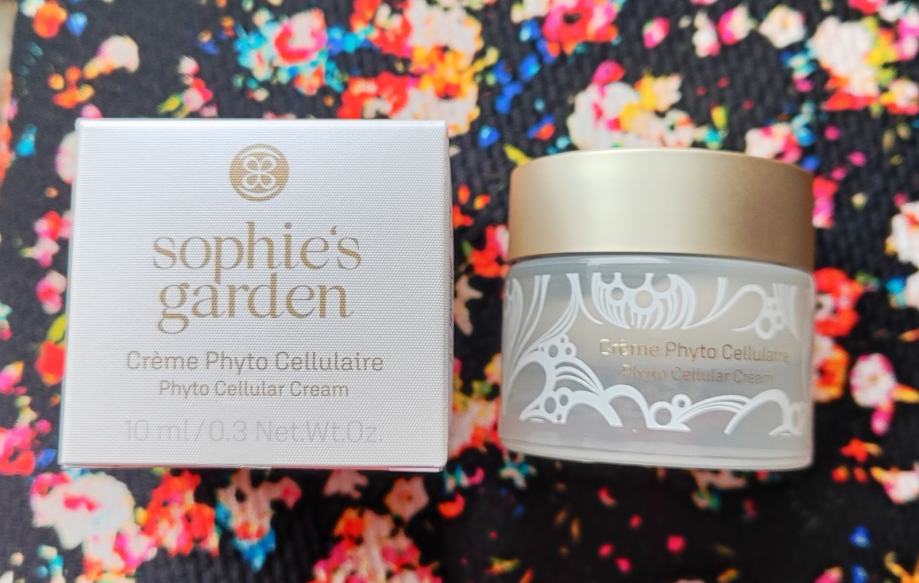 sophie's
garden
Crème Phyto Cellulaire
Phyto Cellular Cream
10 ml / 0.3 Net.Wt.Oz.
Crème Phyto Cellulaire
Phyto Cellular Cream